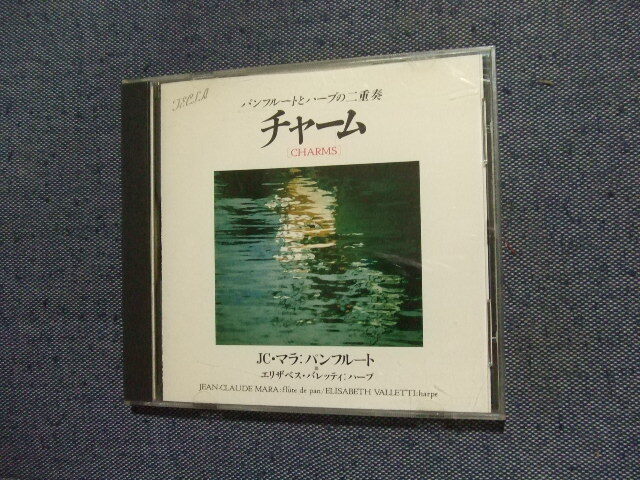 パンフルートとハープの二重奏
チャーム
[CHARMS]
JC・マラ:パンフルート
&
エリザベス・バレッティ:ハープ
JEAN-CLAUDE MARA:flûte de pan/ELISABETH VALLETTI:harpe